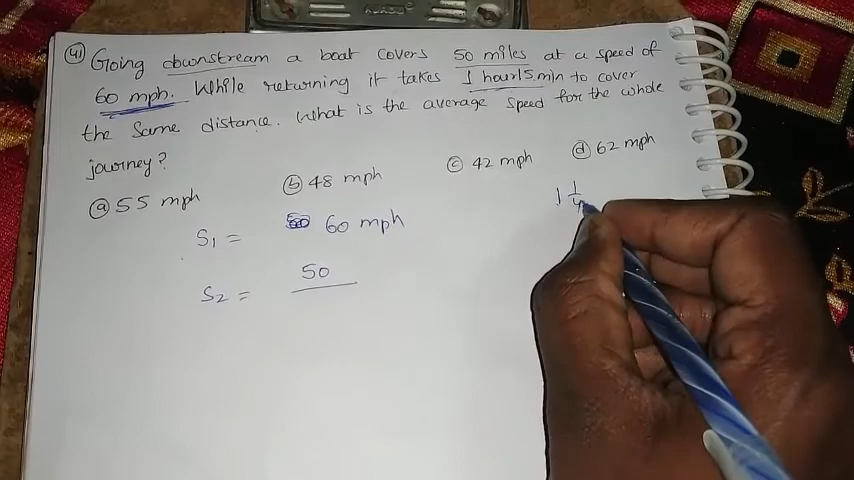 41 Going downstream a boat covers 50 miles at a speed of
60 mph. While returning it takes 1 hour 15 min to cover
the same distance. What is the average speed for the whole
journey?
a 55 mph b 48 mph c 42 mph d 62 mph
S1 = 60 mph 1 1/4
S2 = 50